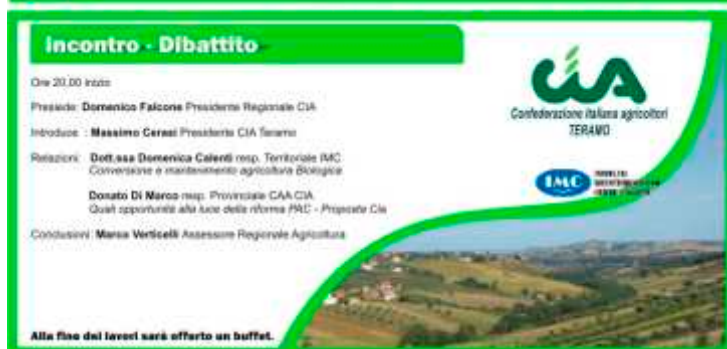 Incontro - Dibattito
Ore 20,00 inizio
Presiede: Domenico Falcone Presidente Regionale CIA
Introduce : Massimo Cerasi Presidente CIA Teramo
Relazioni: Dott.ssa Domenica Calenti resp. Territoriale IMC
Conversione e mantenimento agricoltura Biologica
Donato Di Marco resp. Provinciale CAA CIA
Quali opportunità alla luce della riforma PAC - Proposte Cia
Conclusioni: Marco Verticelli Assessore Regionale Agricoltura
Alla fine dei lavori sarà offerto un buffet.
CIA
Confederazione italiana agricoltori
TERAMO
IMC